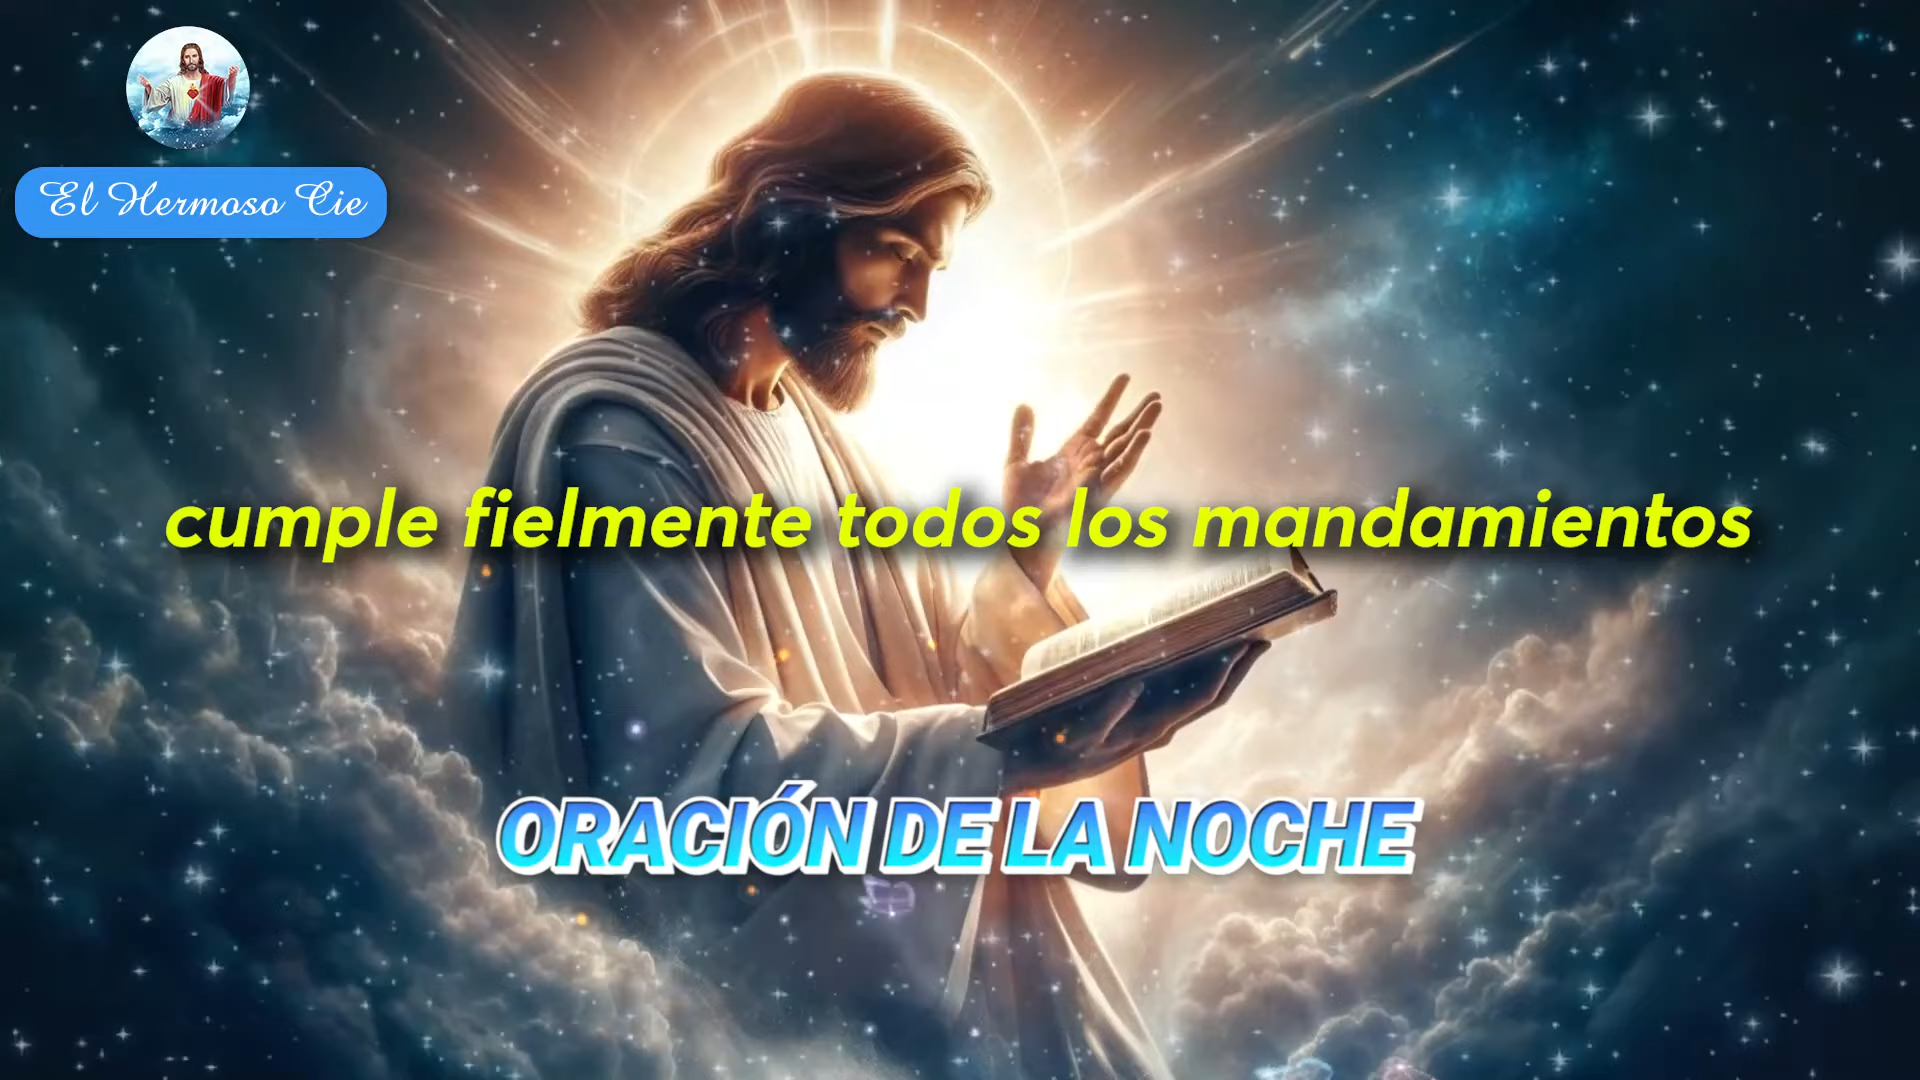 El Hermoso Cie
cumple fielmente todos los mandamientos
ORACIÓN DE LA NOCHE